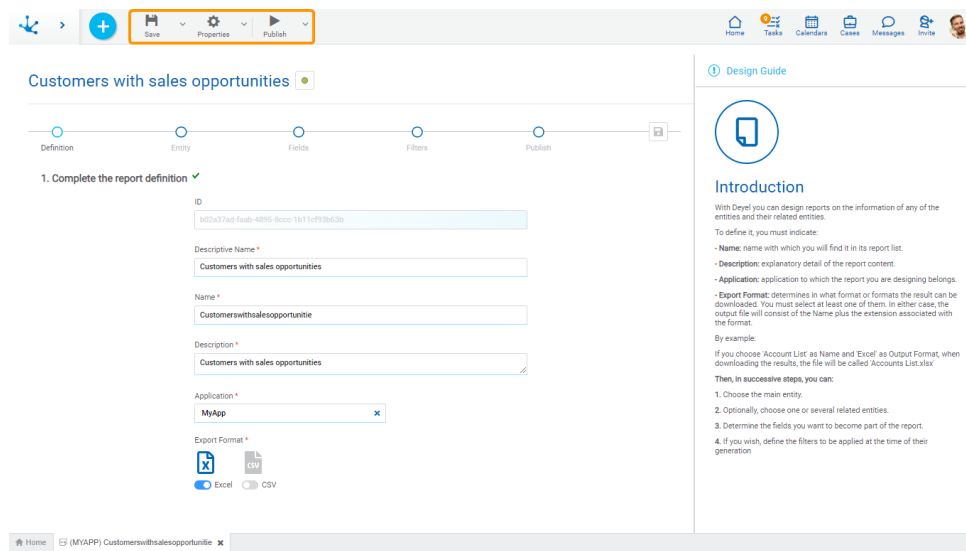 Save
Properties
Publish
Home
9
Tasks
Calendars
Cases
Messages
Invite
Customers with sales opportunities
Definition
Entity
Fields
Filters
Publish
1. Complete the report definition
ID
b02a37ad-faab-4895-8ccc-1b11cf93b63b
Descriptive Name *
Customers with sales opportunities
Name *
Customerswithsalesopportunitie
Description *
Customers with sales opportunities
Application *
MyApp
Export Format *
X
CSV
Excel
CSV
Design Guide
Introduction
With Deyel you can design reports on the information of any of the
entities and their related entities.
To define it, you must indicate:
- Name: name with which you will find it in its report list.
- Description: explanatory detail of the report content.
- Application: application to which the report you are designing belongs.
- Export Format: determines in what format or formats the result can be
downloaded. You must select at least one of them. In either case, the
output file will consist of the Name plus the extension associated with
the format.
By example:
If you choose 'Account List' as Name and 'Excel' as Output Format, when
downloading the results, the file will be called 'Accounts List.xlsx'
Then, in successive steps, you can:
1. Choose the main entity.
2. Optionally, choose one or several related entities.
3. Determine the fields you want to become part of the report.
4. If you wish, define the filters to be applied at the time of their
generation
Home
(MYAPP) Customerswithsalesopportunitie